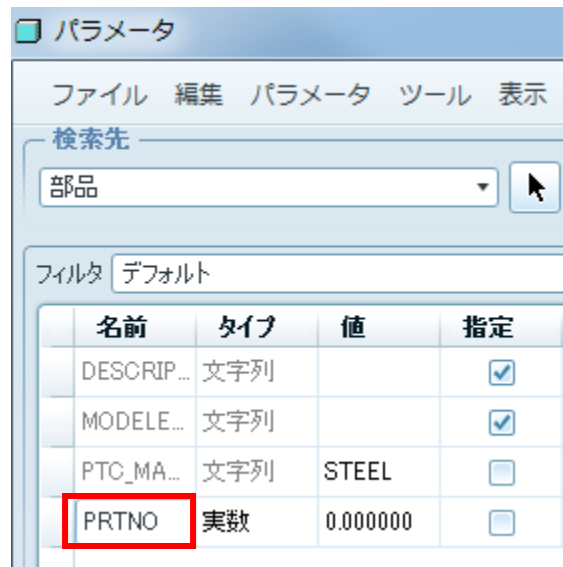 パラメータ
ファイル 編集 パラメータ ツール 表示
検索先
部品
フィルタ デフォルト
名前 タイプ 値 指定
DESCRIP... 文字列
MODELE... 文字列
PTC_MA... 文字列 STEEL
PRTNO 実数 0.000000